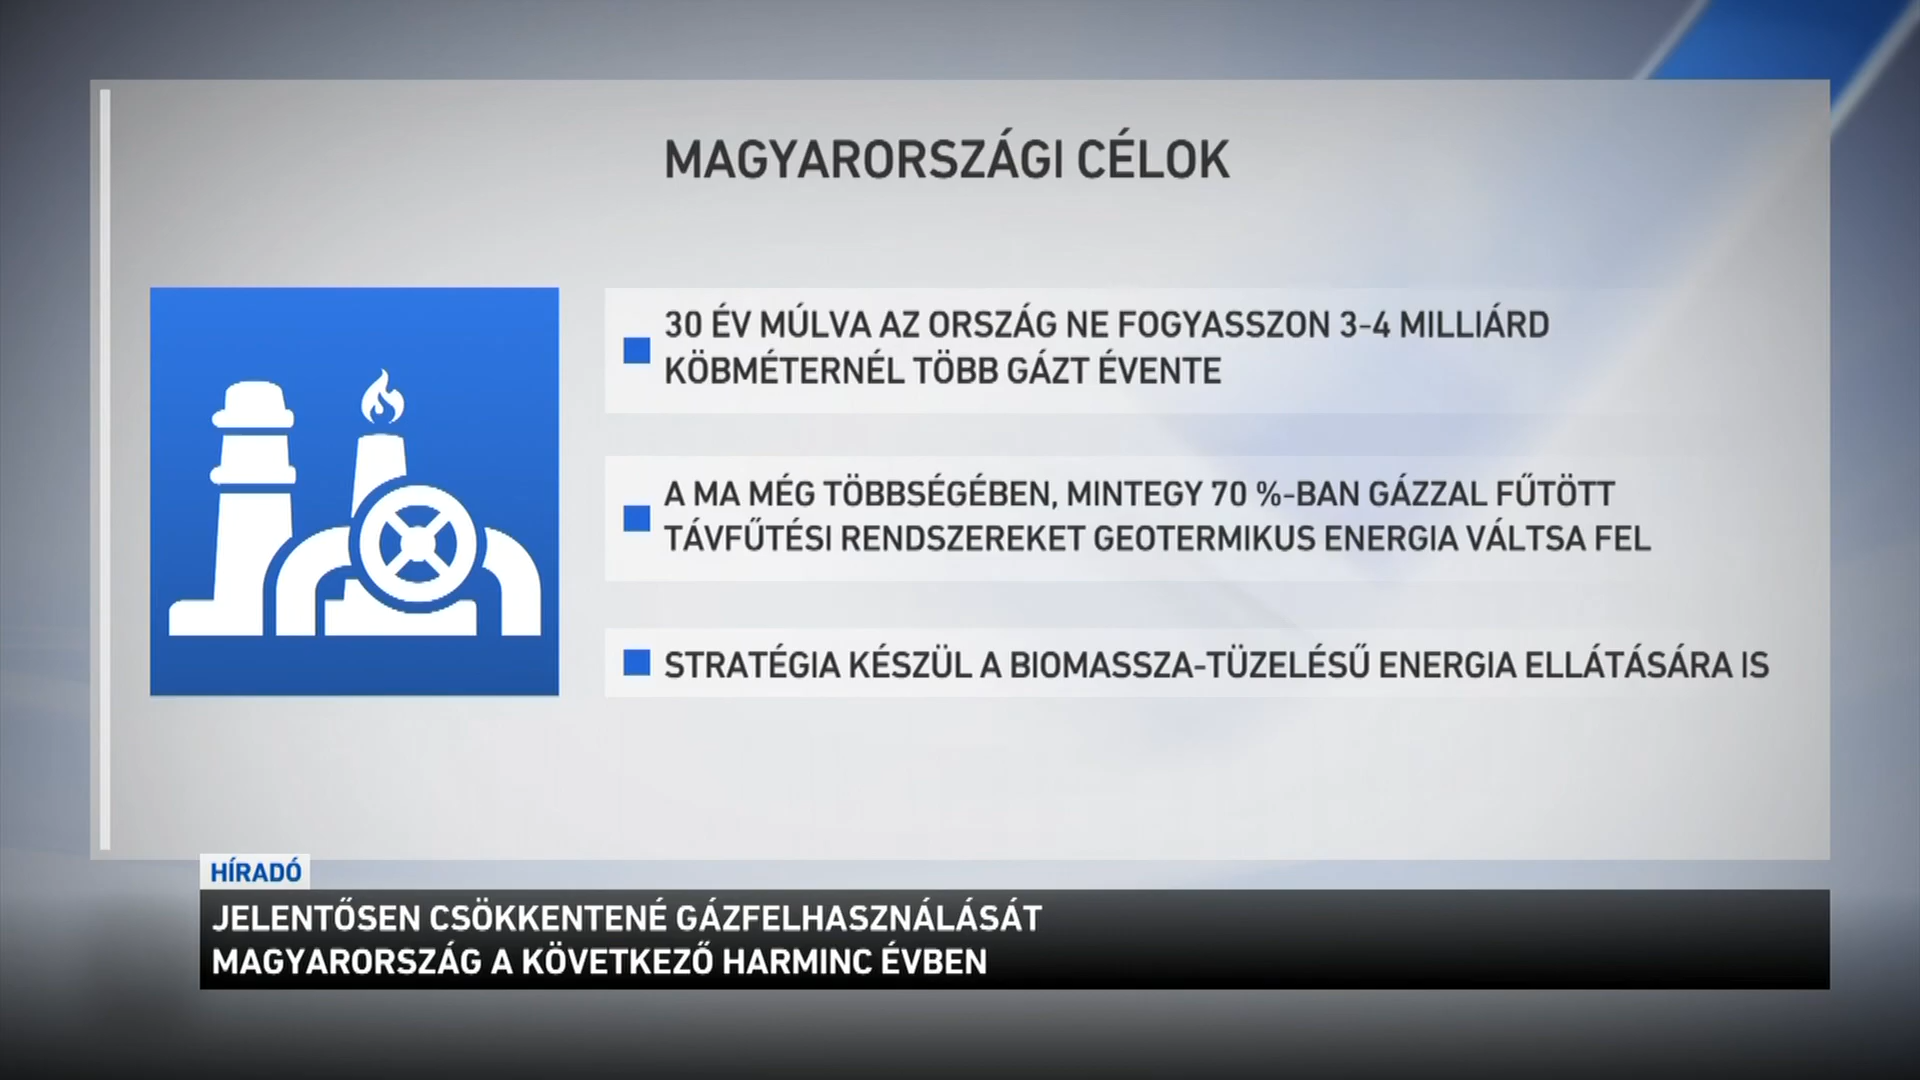 MAGYARORSZÁGI CÉLOK
30 ÉV MÚLVA AZ ORSZÁG NE FOGYASSZON 3-4 MILLIÁRD
KÖBMÉTERNÉL TÖBB GÁZT ÉVENTE
A MA MÉG TÖBBSÉGÉBEN, MINTEGY 70 %-BAN GÁZZAL FŰTÖTT
TÁVFŰTÉSI RENDSZEREKET GEOTERMIKUS ENERGIA VÁLTSA FEL
STRATÉGIA KÉSZÜL A BIOMASSZA-TÜZELÉSŰ ENERGIA ELLÁTÁSÁRA IS
HÍRADÓ
JELENTŐSEN CSÖKKENTENÉ GÁZFELHASZNÁLÁSÁT
MAGYARORSZÁG A KÖVETKEZŐ HARMINC ÉVBEN